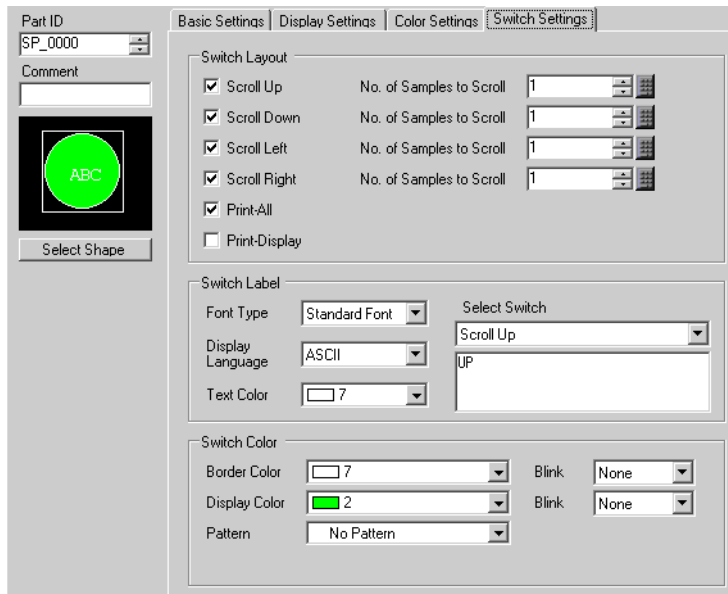 Part ID
SP_0000
Comment
ABC
Select Shape
Basic Settings Display Settings Color Settings Switch Settings
Switch Layout
Scroll Up No. of Samples to Scroll 1
Scroll Down No. of Samples to Scroll 1
Scroll Left No. of Samples to Scroll 1
Scroll Right No. of Samples to Scroll 1
Print-All
Print-Display
Switch Label
Font Type Standard Font
Display Language ASCII
Text Color 7
Select Switch
Scroll Up
UP
Switch Color
Border Color 7 Blink None
Display Color 2 Blink None
Pattern No Pattern